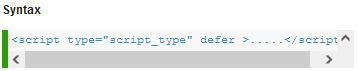 Syntax
<script type="script_type" defer >.....</script